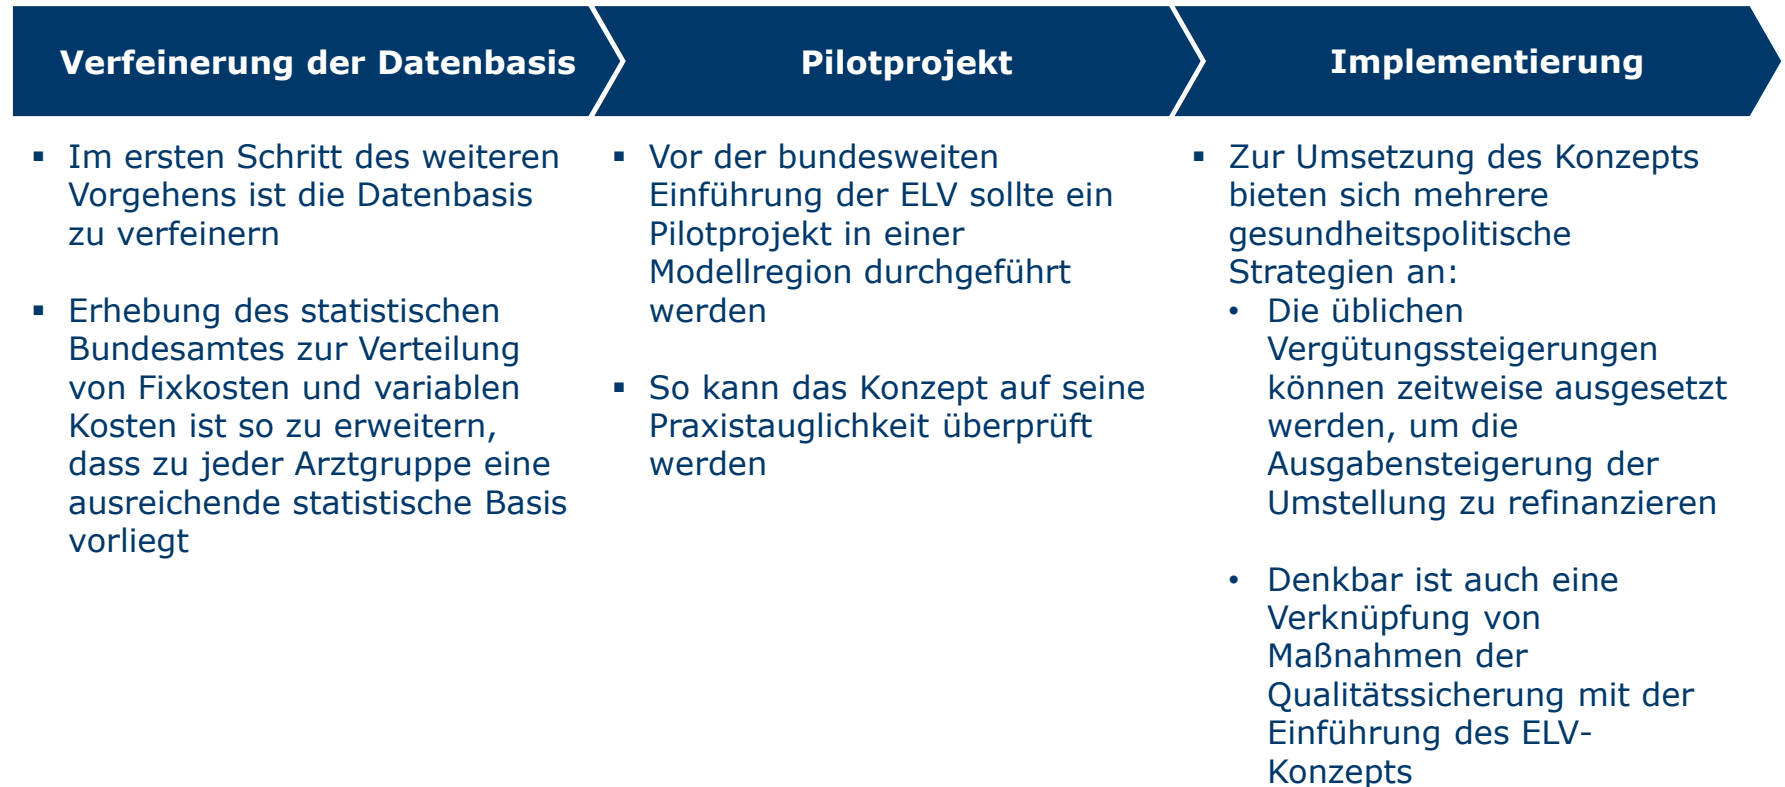 Verfeinerung der Datenbasis
Pilotprojekt
Implementierung
▪ Im ersten Schritt des weiteren
Vorgehens ist die Datenbasis
zu verfeinern
▪ Erhebung des statistischen
Bundesamtes zur Verteilung
von Fixkosten und variablen
Kosten ist so zu erweitern,
dass zu jeder Arztgruppe eine
ausreichende statistische Basis
vorliegt
▪ Vor der bundesweiten
Einführung der ELV sollte ein
Pilotprojekt in einer
Modellregion durchgeführt
werden
▪ So kann das Konzept auf seine
Praxistauglichkeit überprüft
werden
▪ Zur Umsetzung des Konzepts
bieten sich mehrere
gesundheitspolitische
Strategien an:
• Die üblichen
Vergütungssteigerungen
können zeitweise ausgesetzt
werden, um die
Ausgabensteigerung der
Umstellung zu refinanzieren
• Denkbar ist auch eine
Verknüpfung von
Maßnahmen der
Qualitätssicherung mit der
Einführung des ELV-
Konzepts